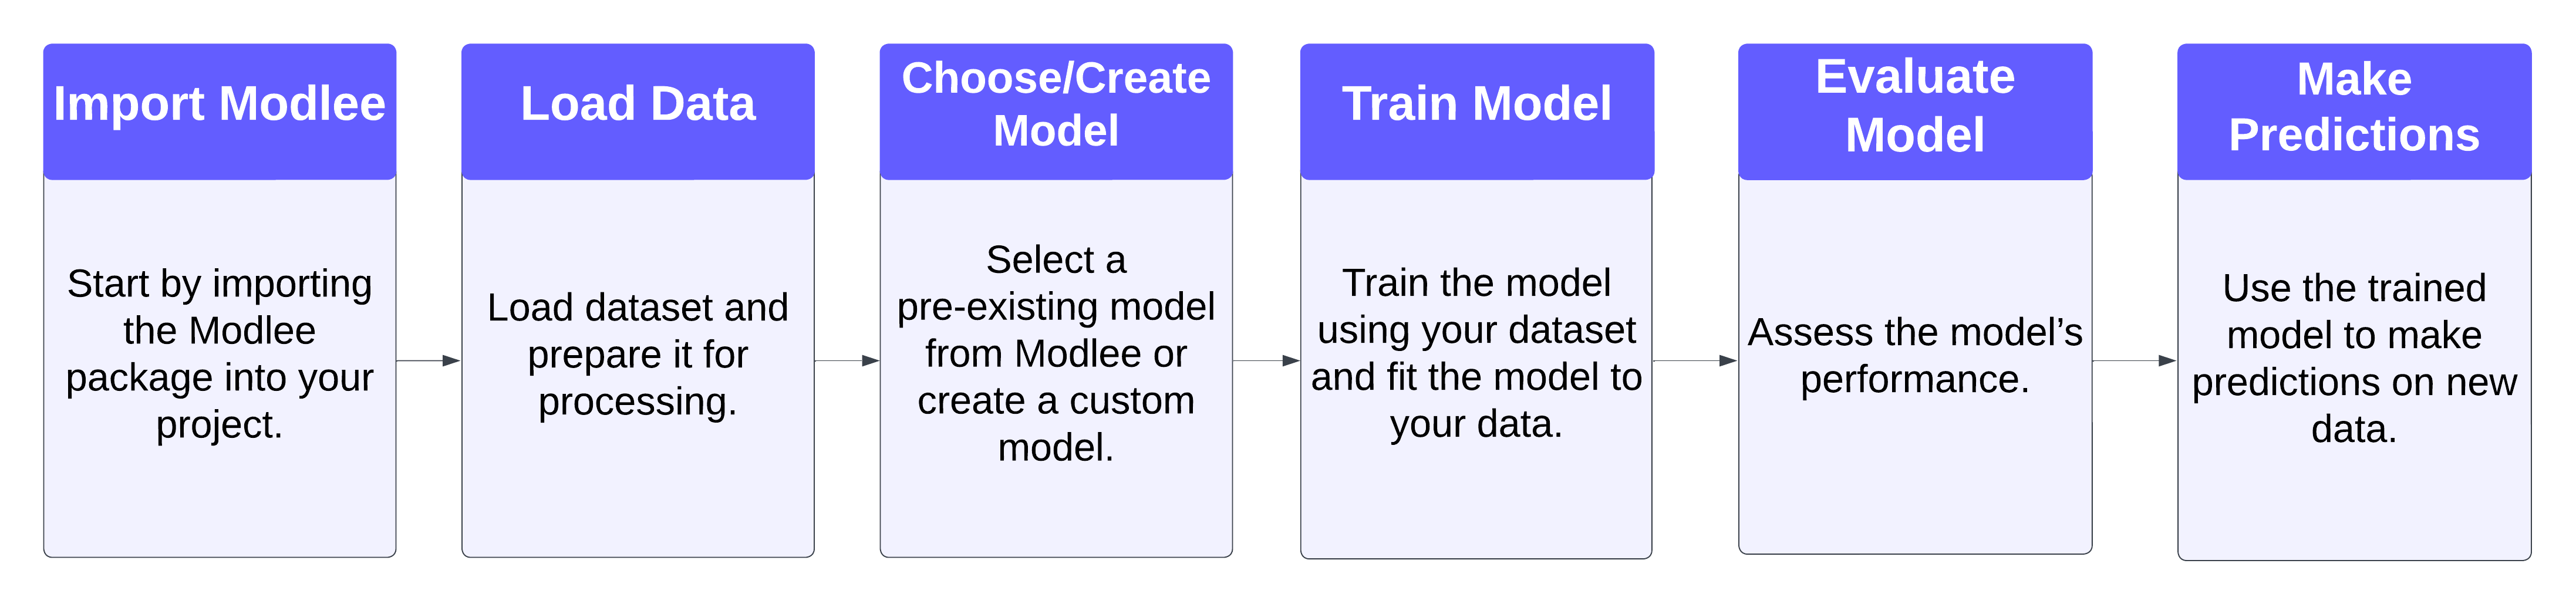 Import Modlee
Start by importing
the Modlee
package into your
project.
Load Data
Load dataset and
prepare it for
processing.
Choose/Create
Model
Select a
pre-existing model
from Modlee or
create a custom
model.
Train Model
Train the model
using your dataset
and fit the model to
your data.
Evaluate
Model
Assess the model’s
performance.
Make
Predictions
Use the trained
model to make
predictions on new
data.